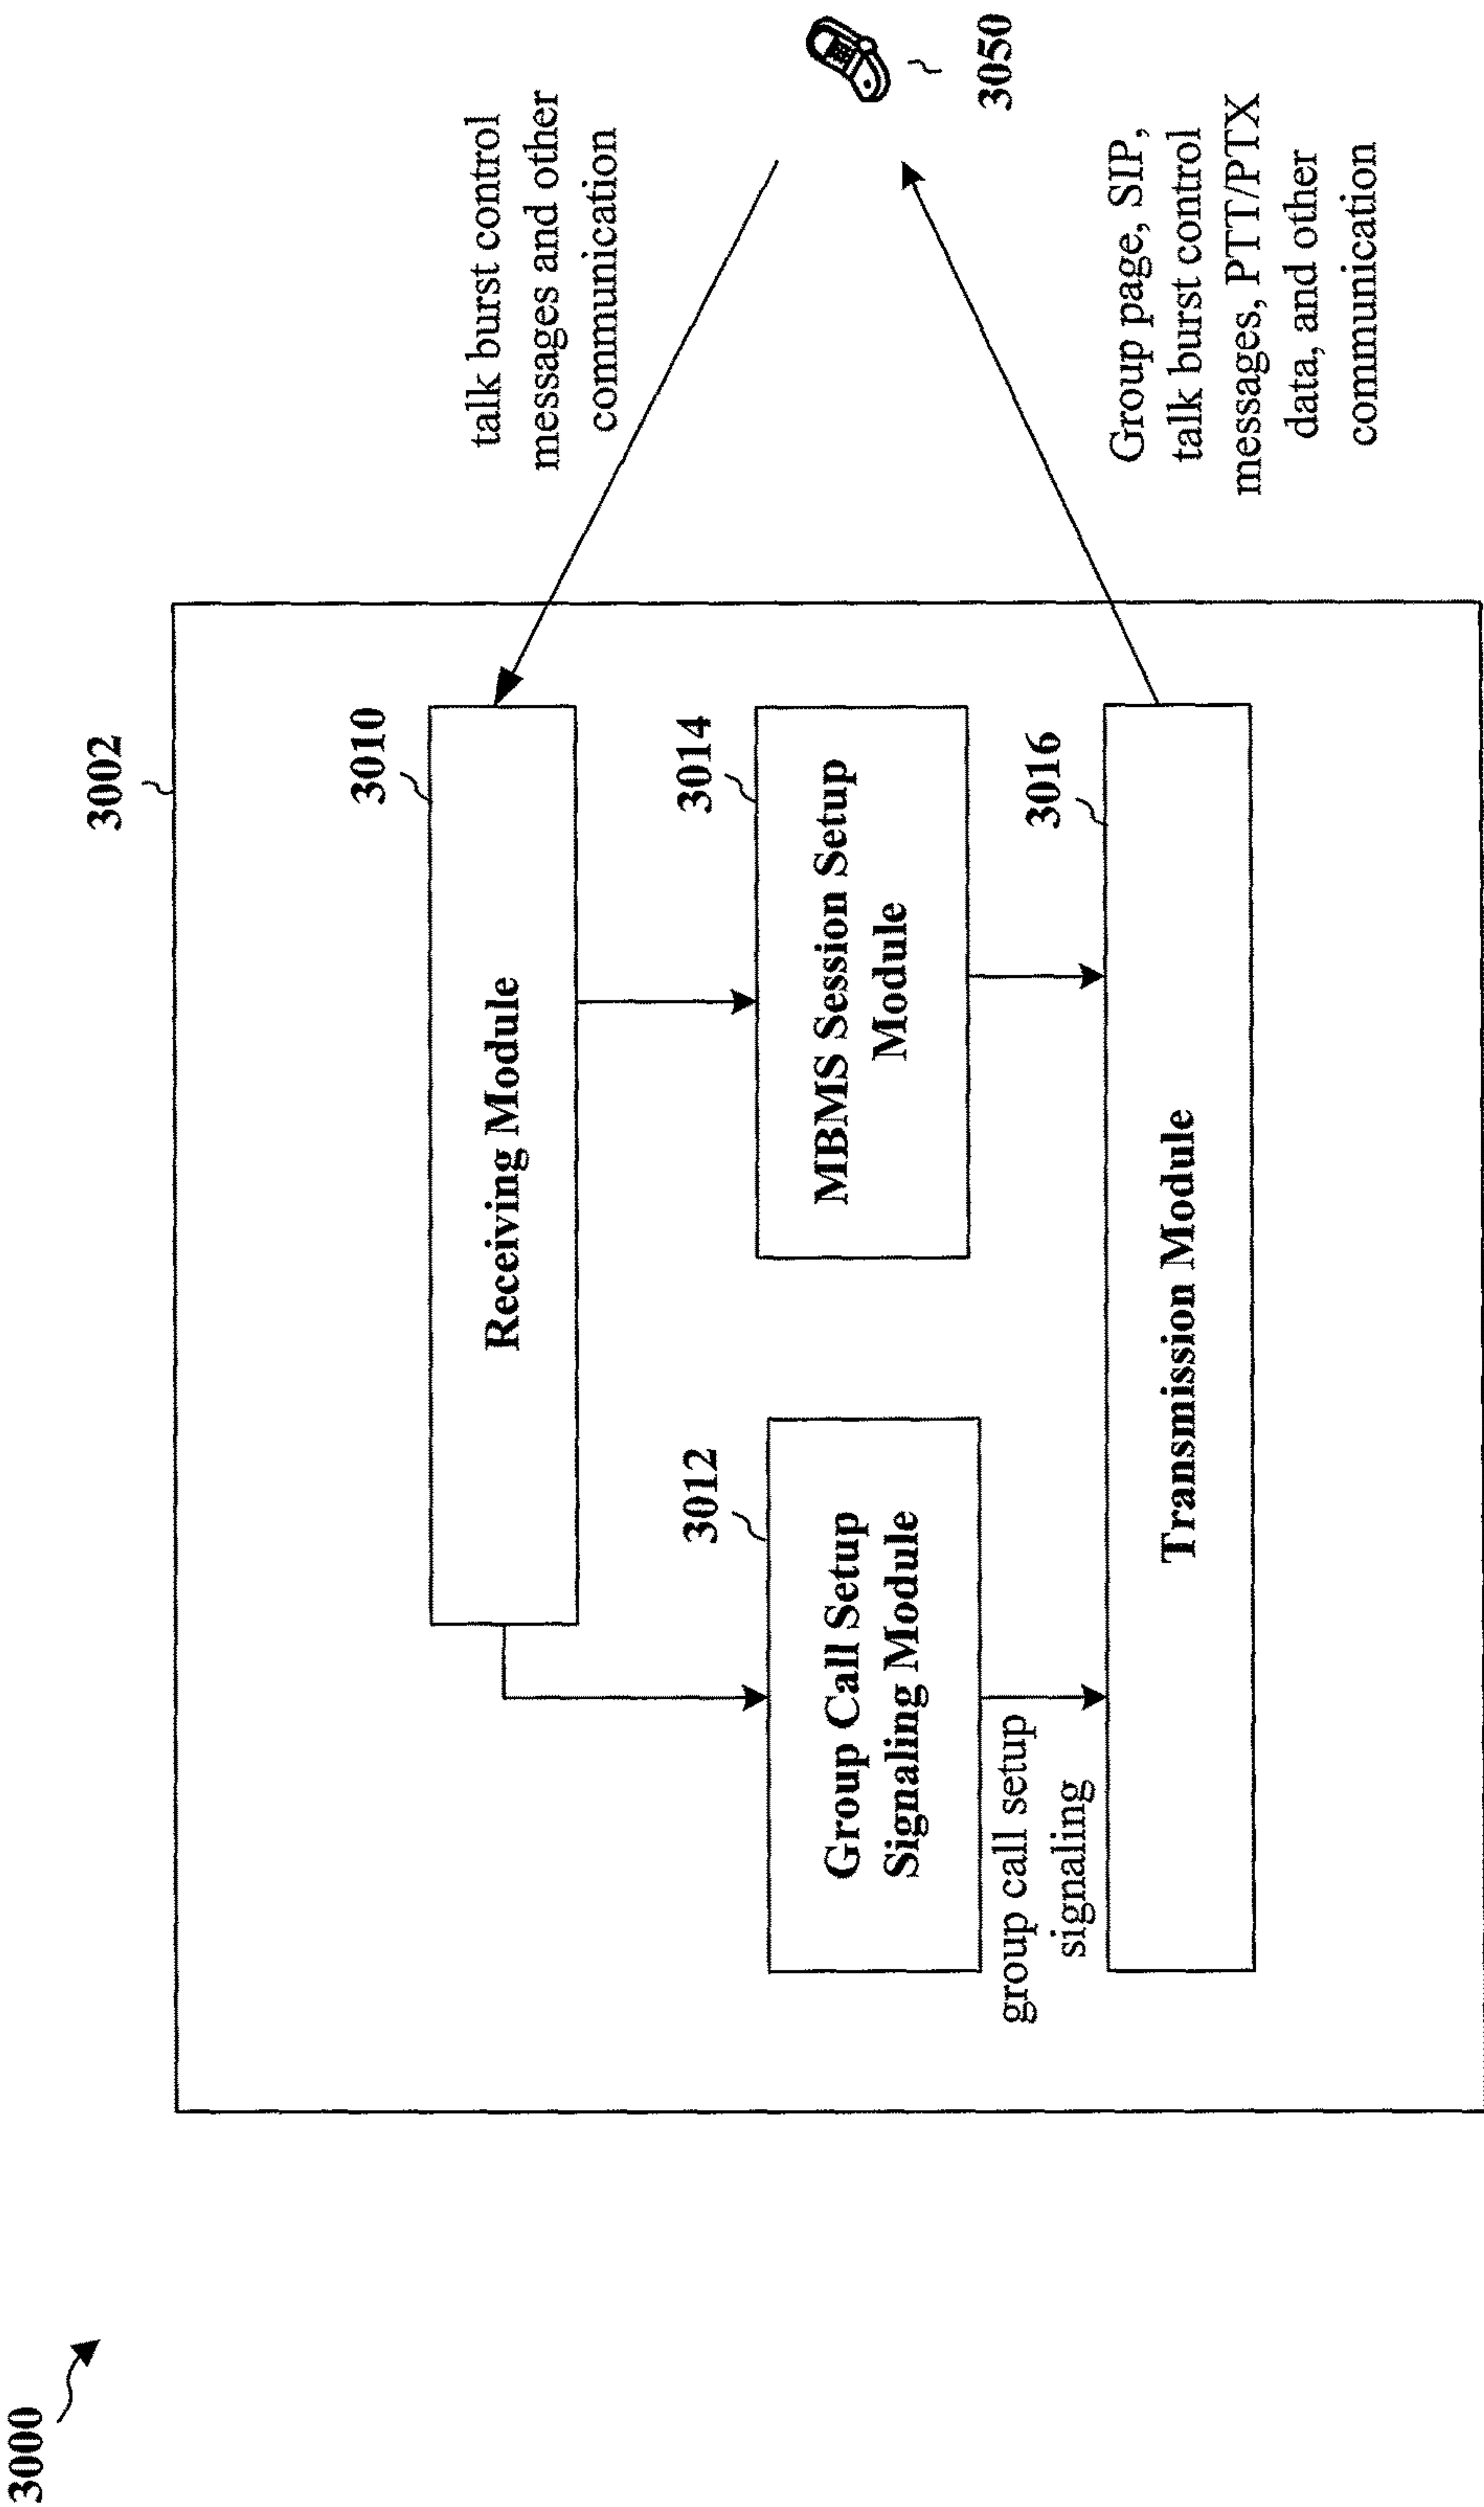 3000
3002
3010
Receiving Module
talk burst control
messages and other
communication
3012
Group Call Setup
Signaling Module
3014
MBMS Session Setup
Module
3050
group call setup
signaling
3016
Transmission Module
Group page, SIP,
talk burst control
messages, PTT/PTX
data, and other
communication